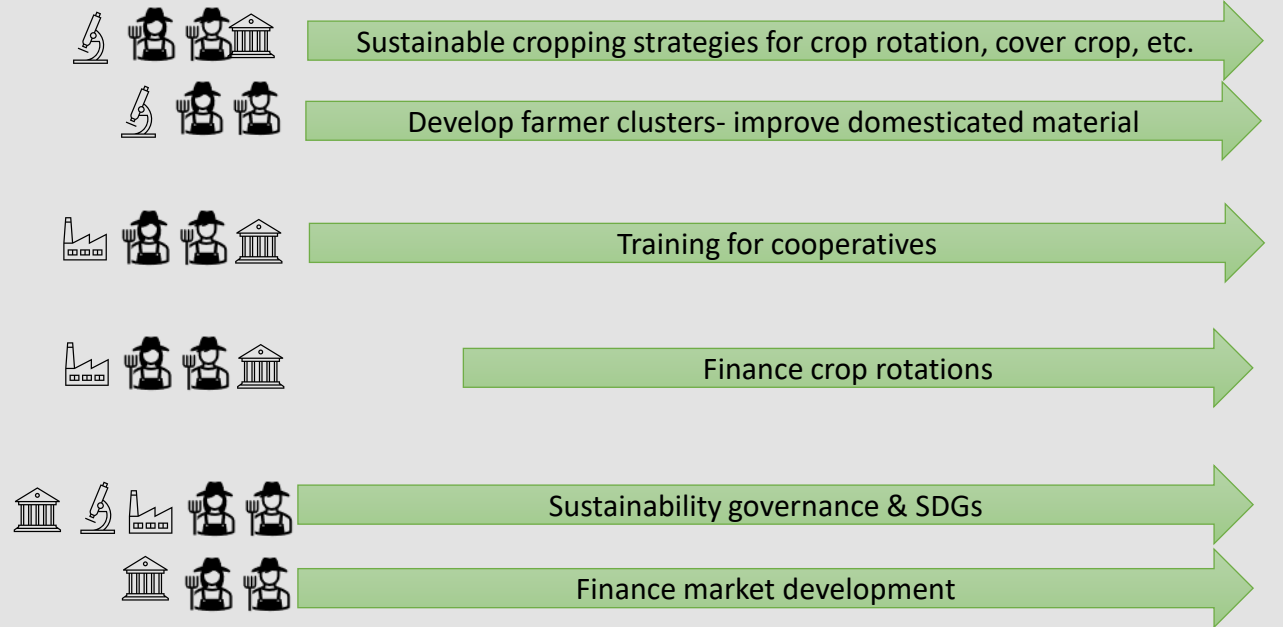 Sustainable cropping strategies for crop rotation, cover crop, etc.
Develop farmer clusters- improve domesticated material
Training for cooperatives
Finance crop rotations
Sustainability governance & SDGs
Finance market development